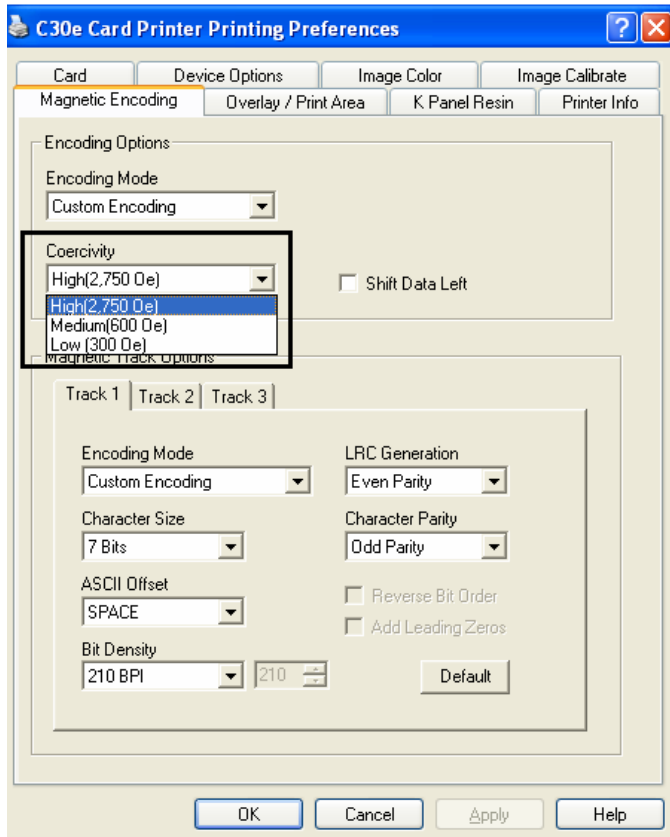 C30e Card Printer Printing Preferences
Card Device Options Image Color Image Calibrate
Magnetic Encoding Overlay / Print Area K Panel Resin Printer Info
Encoding Options
Encoding Mode
Custom Encoding
Coercivity
High(2,750 Oe)
Shift Data Left
High(2,750 Oe)
Medium(600 Oe)
Low (300 Oe)
Magnetic Track Options
Track 1 Track 2 Track 3
Encoding Mode LRC Generation
Custom Encoding Even Parity
Character Size Character Parity
7 Bits Odd Parity
ASCII Offset
Reverse Bit Order
SPACE
Add Leading Zeros
Bit Density
210 BPI 210 Default
OK Cancel Apply Help